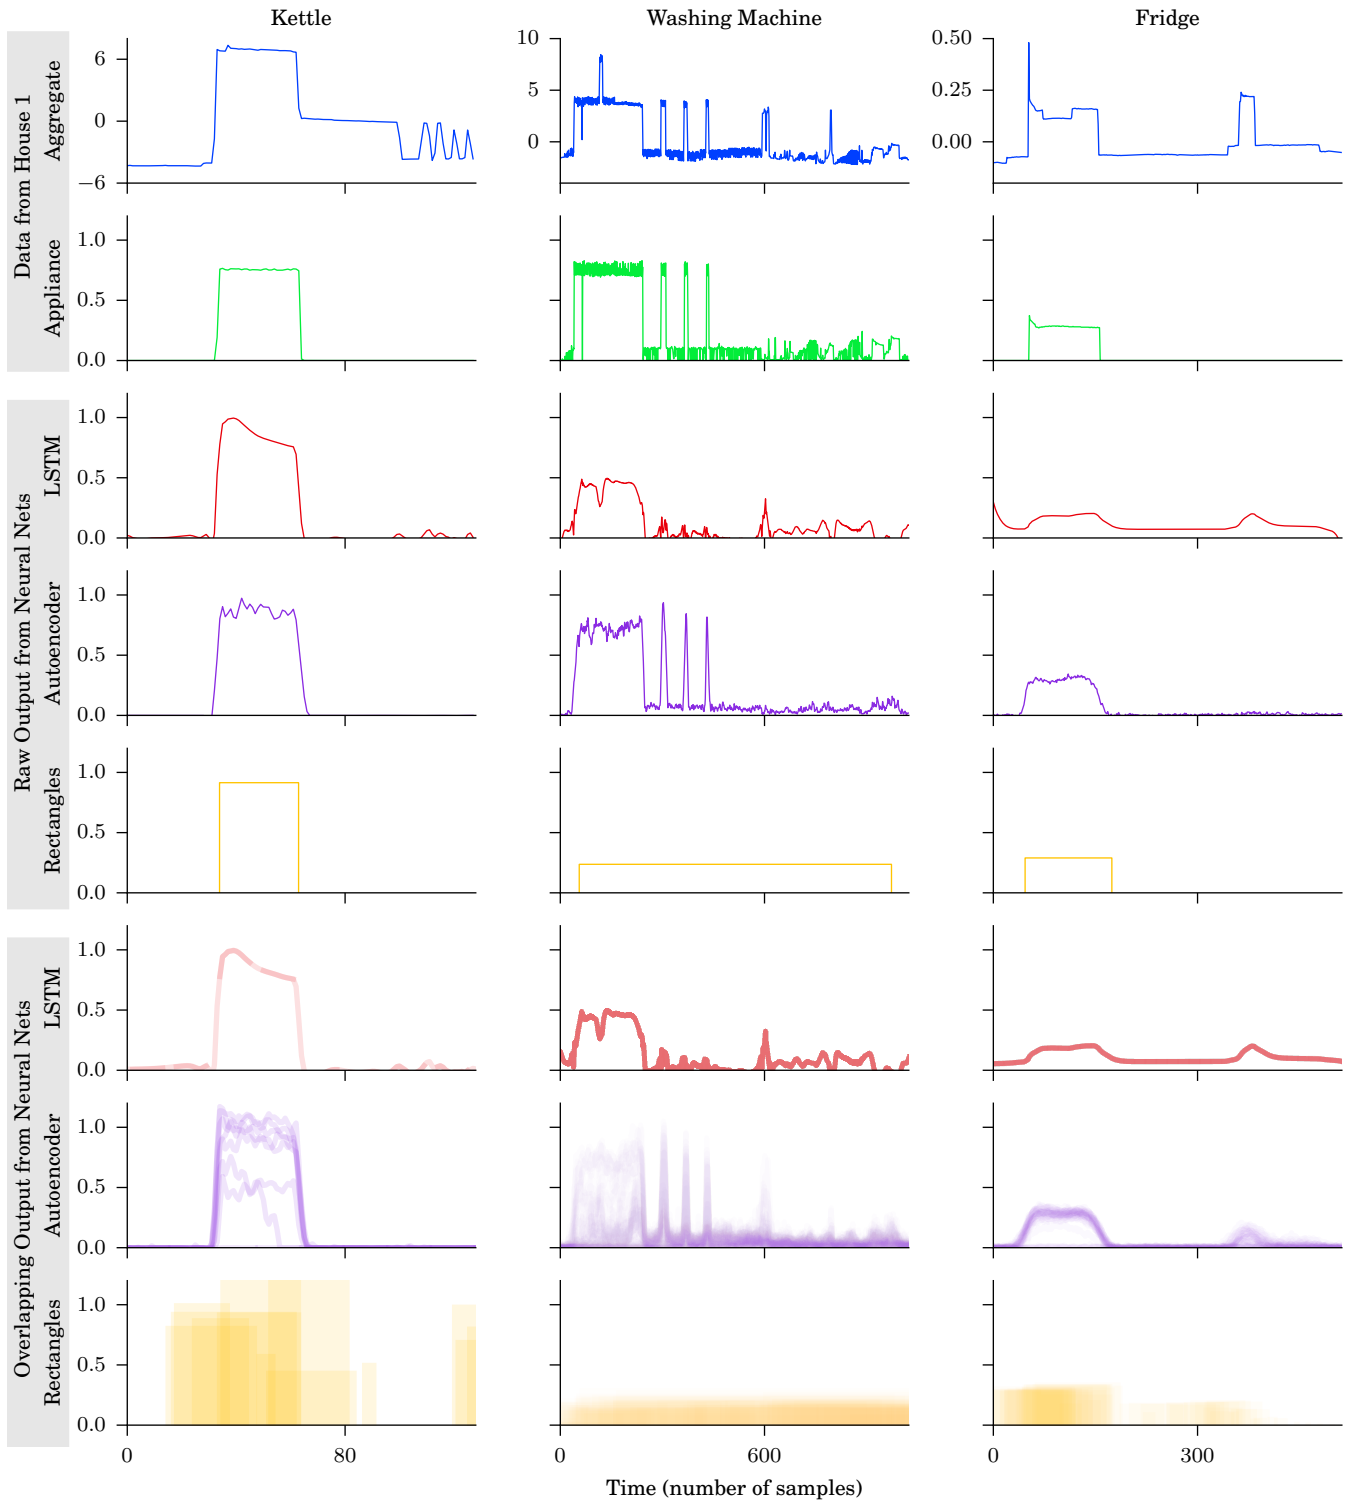 Kettle
Washing Machine
Fridge
Data from House 1
Aggregate
6
0
−6
10
5
0
0.50
0.25
0.00
Appliance
1.0
0.5
0.0
Raw Output from Neural Nets
LSTM
1.0
0.5
0.0
Autoencoder
1.0
0.5
0.0
Rectangles
1.0
0.5
0.0
Overlapping Output from Neural Nets
LSTM
1.0
0.5
0.0
Autoencoder
1.0
0.5
0.0
Rectangles
1.0
0.5
0.0
0 80
0 600
0 300
Time (number of samples)